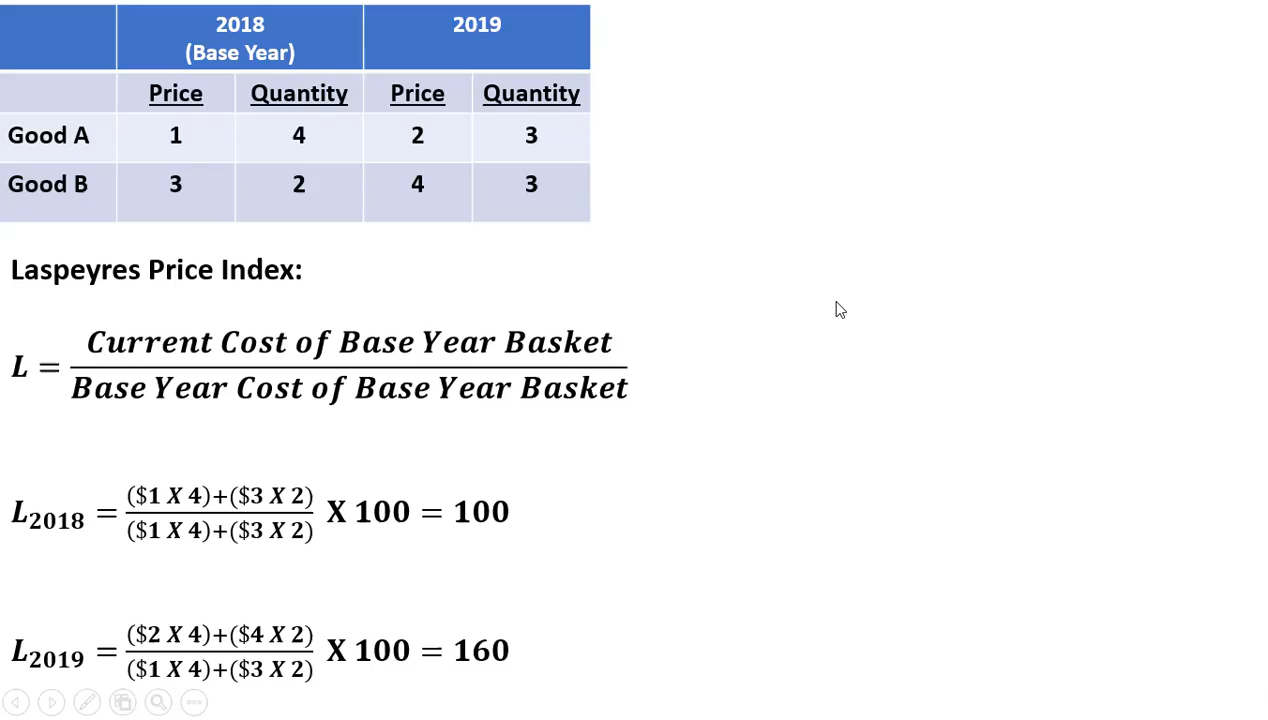 2018 2019
(Base Year)
Price Quantity Price Quantity
Good A 1 4 2 3
Good B 3 2 4 3
Laspeyres Price Index:
L = Current Cost of Base Year Basket
Base Year Cost of Base Year Basket
L2018 = ($1 X 4)+($3 X 2) X 100 = 100
($1 X 4)+($3 X 2)
L2019 = ($2 X 4)+($4 X 2) X 100 = 160
($1 X 4)+($3 X 2)